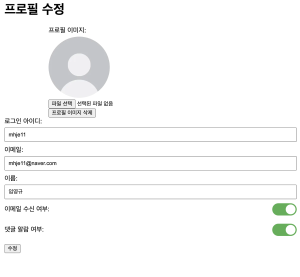 프로필 수정
프로필 이미지:
파일 선택 선택된 파일 없음
프로필 이미지 삭제
로그인 아이디:
mhje11
이메일:
mhje11@naver.com
이름:
이메일 수신 여부:
댓글 알람 여부:
수정